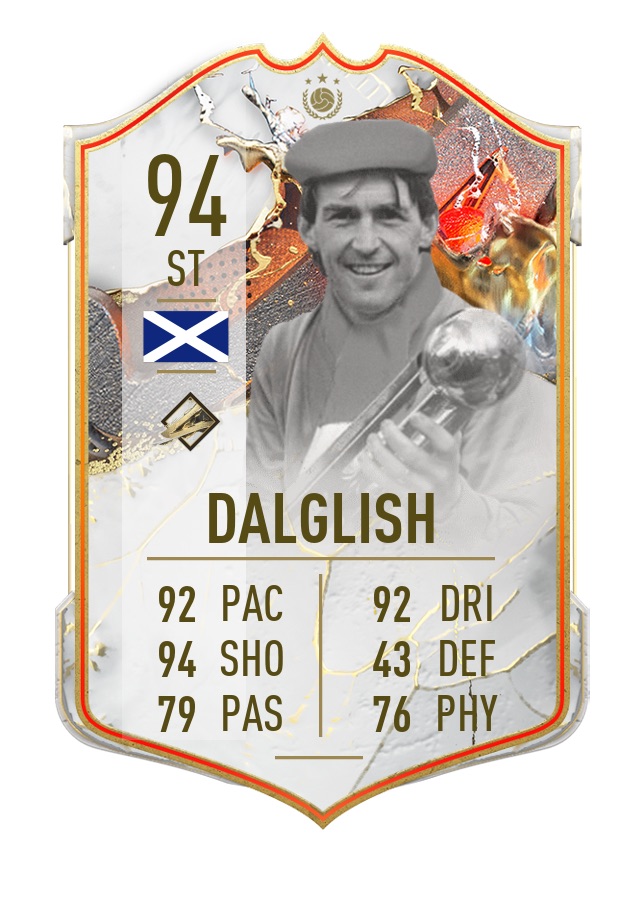 94
ST
DALGLISH
92 PAC 92 DRI
94 SHO 43 DEF
79 PAS 76 PHY